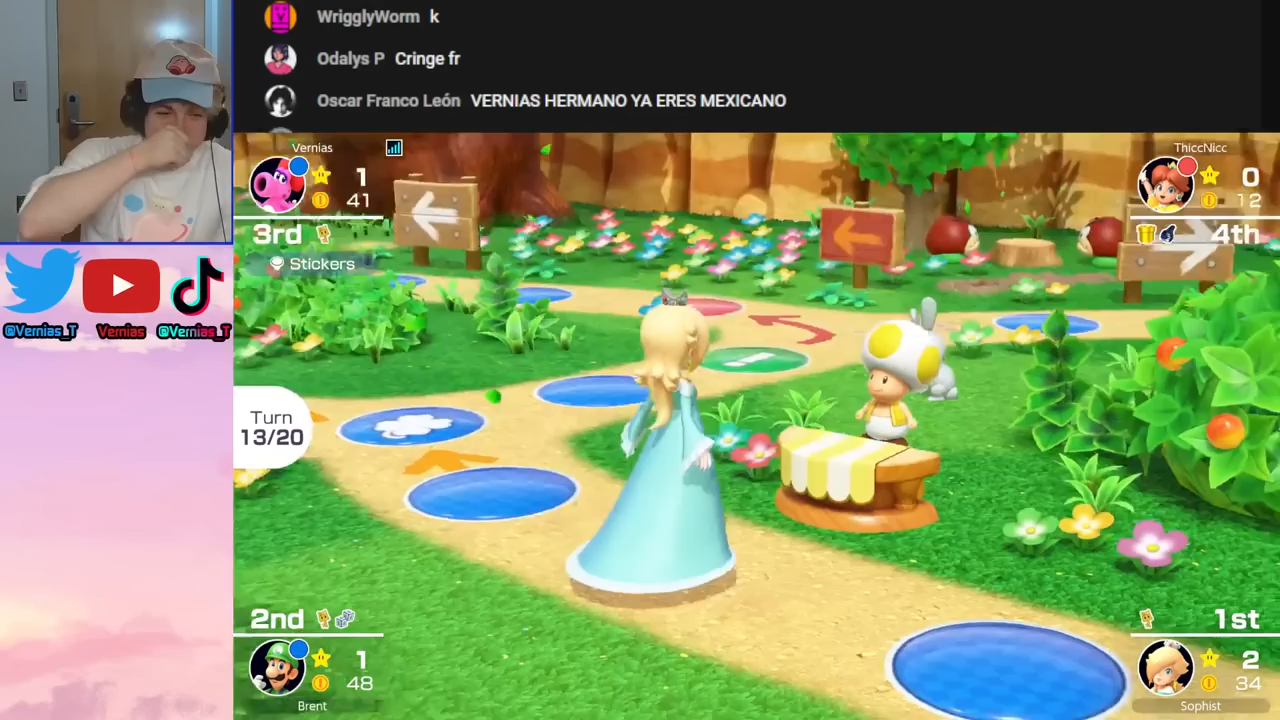 WrigglyWorm k
Odalys P Cringe fr
Oscar Franco León VERNIAS HERMANO YA ERES MEXICANO
Vernias
1
41
3rd
Stickers
ThiccNicc
0
12
4th
@Vernias_T Vernias @Vernias_T
Turn
13/20
2nd
1
48
Brent
1st
2
34
Sophist